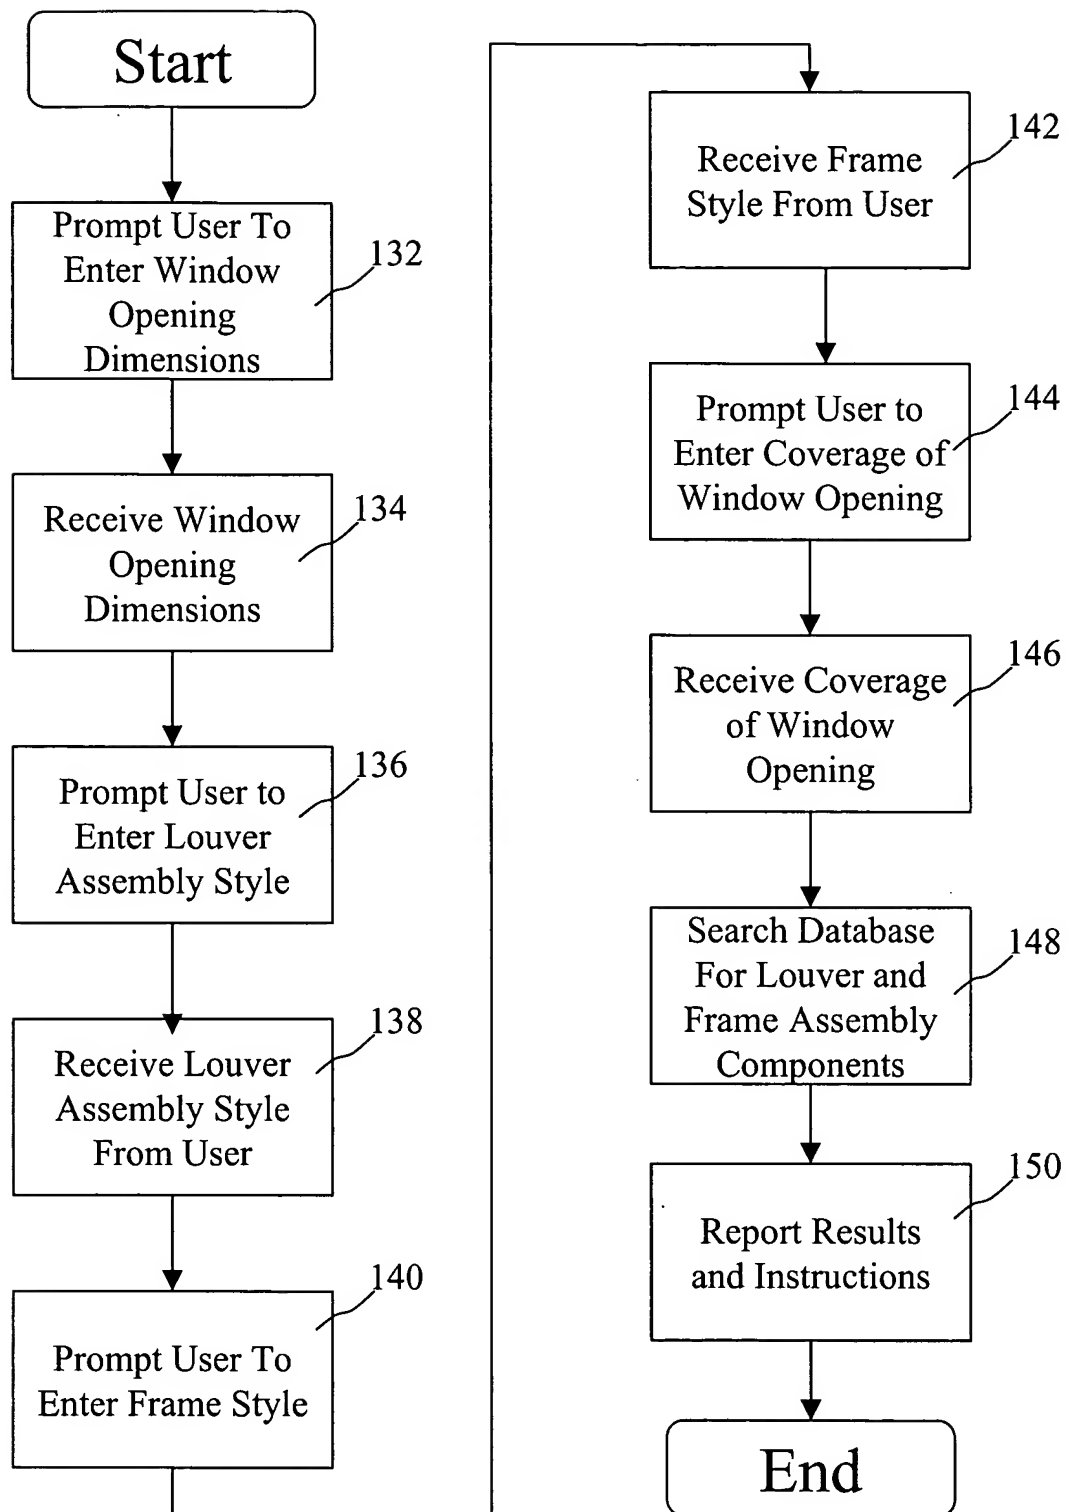 Start
Prompt User To
Enter Window
Opening
Dimensions
132
Receive Window
Opening
Dimensions
134
Prompt User to
Enter Louver
Assembly Style
136
Receive Louver
Assembly Style
From User
138
Prompt User To
Enter Frame Style
140
Receive Frame
Style From User
142
Prompt User to
Enter Coverage of
Window Opening
144
Receive Coverage
of Window
Opening
146
Search Database
For Louver and
Frame Assembly
Components
148
Report Results
and Instructions
150
End